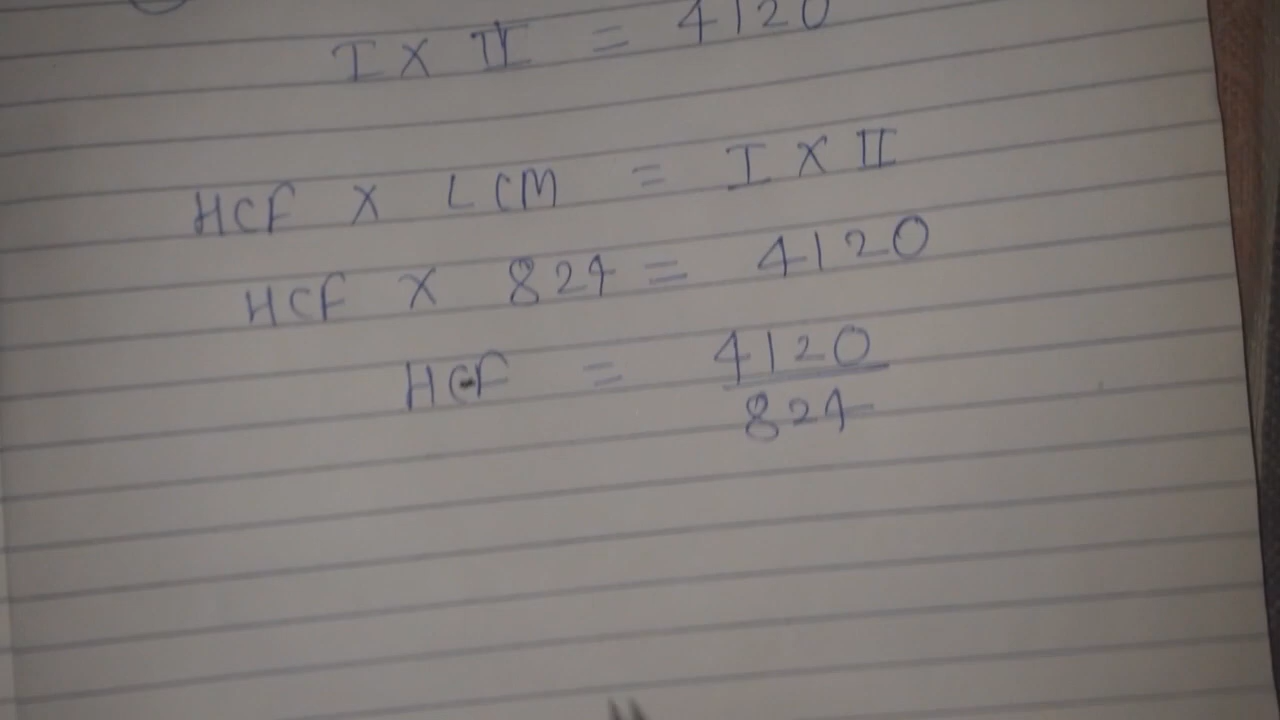 I X II = 4120
HCF X LCM = I X II
HCF X 824 = 4120
HCF = 4120
824